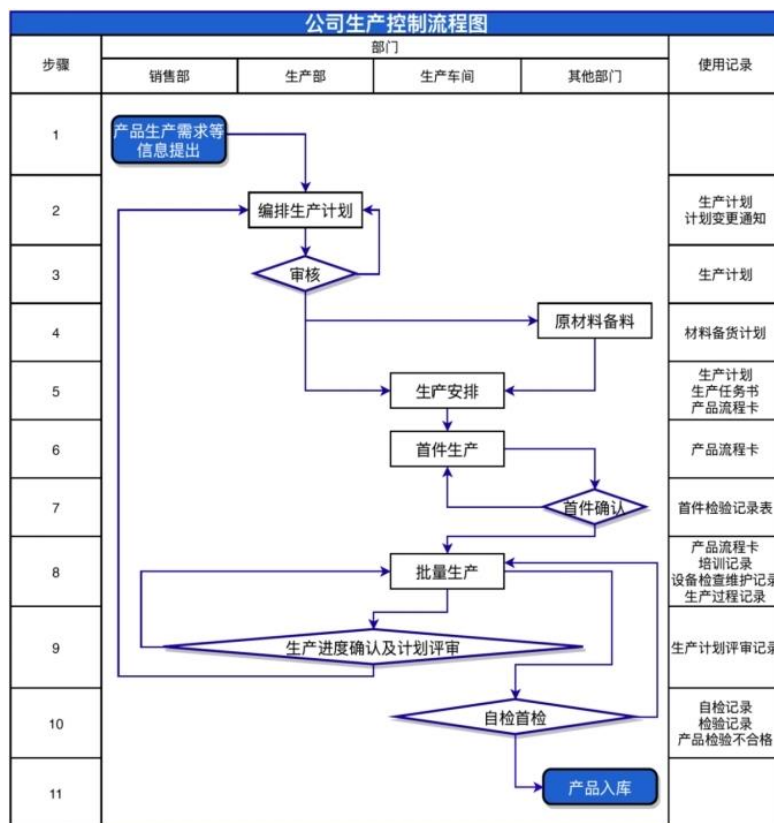 公司生产控制流程图
步骤
部门
使用记录
销售部
生产部
生产车间
其他部门
1
产品生产需求等
信息提出
2
编排生产计划
生产计划
计划变更通知
3
审核
生产计划
4
原材料备料
材料备货计划
5
生产安排
生产计划
生产任务书
产品流程卡
6
首件生产
产品流程卡
7
首件确认
首件检验记录表
8
批量生产
产品流程卡
培训记录
设备检查维护记录
生产过程记录
9
生产进度确认及计划评审
生产计划评审记录
10
自检首检
自检记录
检验记录
产品检验不合格
11
产品入库